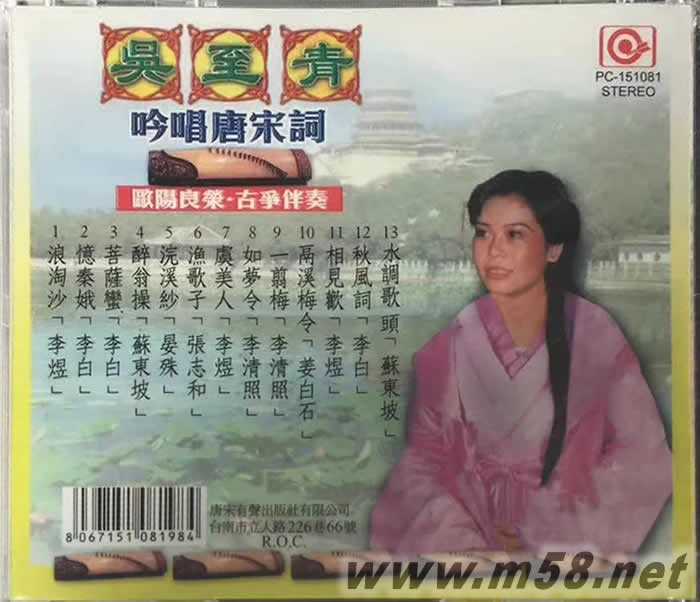 吳至青
吟唱唐宋詞
歐陽良榮·古爭伴奏
PC-151081
STEREO
1 浪淘沙「李煜」
2 憶秦娥「李白」
3 菩薩蠻「李白」
4 醉翁操「蘇東坡」
5 浣溪紗「晏殊」
6 漁歌子「張志和」
7 虞美人「李煜」
8 如夢令「李清照」
9 一翦梅「李清照」
10 鬲溪梅令「姜白石」
11 相見歡「李煜」
12 秋風詞「李白」
13 水調歌頭「蘇東坡」
8 067151 081984
唐宋有聲出版社有限公司
台南市立人路226巷66號
R.O.C.
www.m58.net